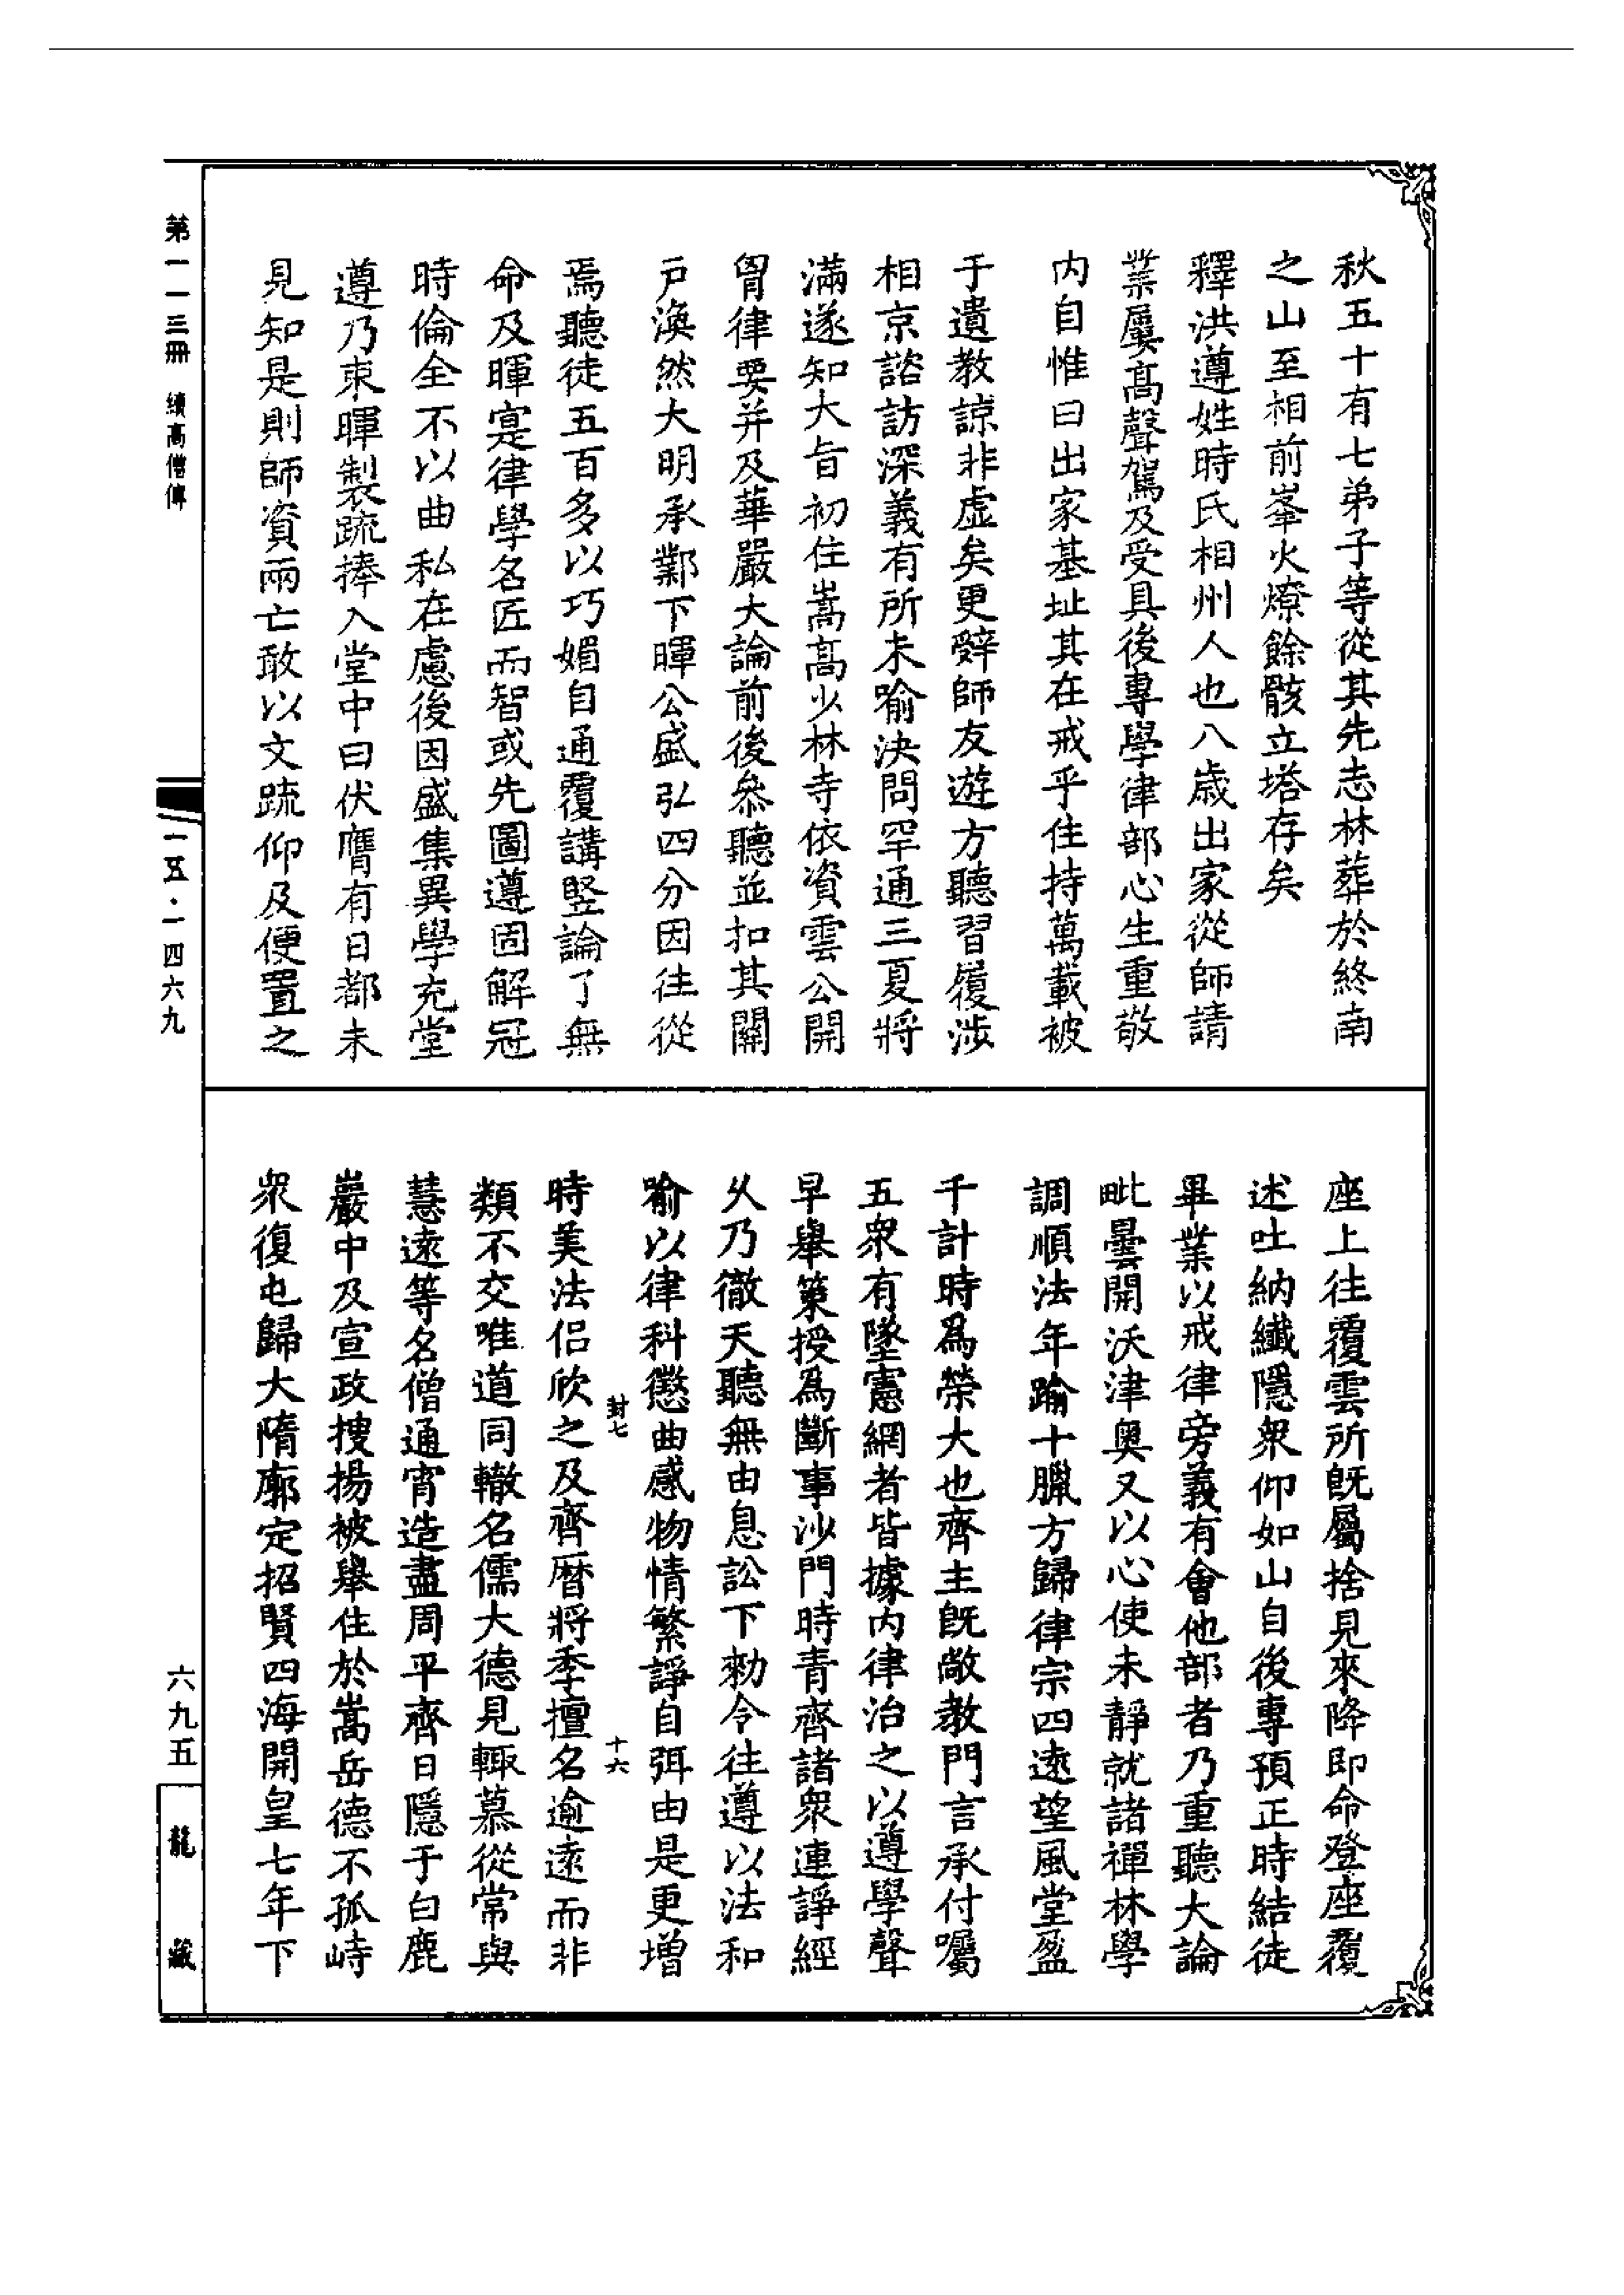 秋五十有七弟子等從其先志林葬於終南
之山至相前峯火燎餘骸立塔存矣
釋洪遵姓時氏相州人也八歲出家從師請
業屢高聲駕及受具後專學律部心生重敬
內自惟曰出家基址其在戒乎住持萬載被
于遺教諒非虛矣更辭師友遊方聽習履涉
相京諮訪深義有所未喻決問罕通三夏將
滿遂知大旨初住嵩高少林寺依資雲公開
胷律要并及華嚴大論前後參聽並扣其關
戶渙然大明承鄴下暉公盛弘四分因往從
焉聽徒五百多以巧媚自通覆講豎論了無
命及暉寔律學名匠而智或先圖遵固解冠
時倫全不以曲私在慮後因盛集異學充堂
遵乃束暉製疏捧入堂中曰伏膺有日都未
見知是則師資兩亡敢以文疏仰及便置之
座上往覆雲所旣屬捨見來降即命登座覆
述吐納纖隱衆仰如山自後專預正時結徒
畢業以戒律旁義有會他部者乃重聽大論
毗曇開沃津奧又以心使未靜就諸禪林學
調順法年踰十臘方歸律宗四遠望風堂盈
千計時爲榮大也齊主旣敞教門言承付囑
五衆有墜憲網者皆據內律治之以遵學聲
早舉策授爲斷事沙門時青齊諸衆連諍經
久乃徹天聽無由息訟下勑令往遵以法和
喻以律科懲曲感物情繁諍自弭由是更增
封七
十六
時美法侶欣之及齊曆將季擅名逾遠而非
類不交唯道同轍名儒大德見輒慕從常與
慧遠等名僧通宵造盡周平齊日隱于白鹿
巖中及宣政搜揚被舉住於嵩岳德不孤峙
衆復屯歸大隋廓定招賢四海開皇七年下
第一一三冊 續高僧傳
一五·一四六九
六九五
龍藏